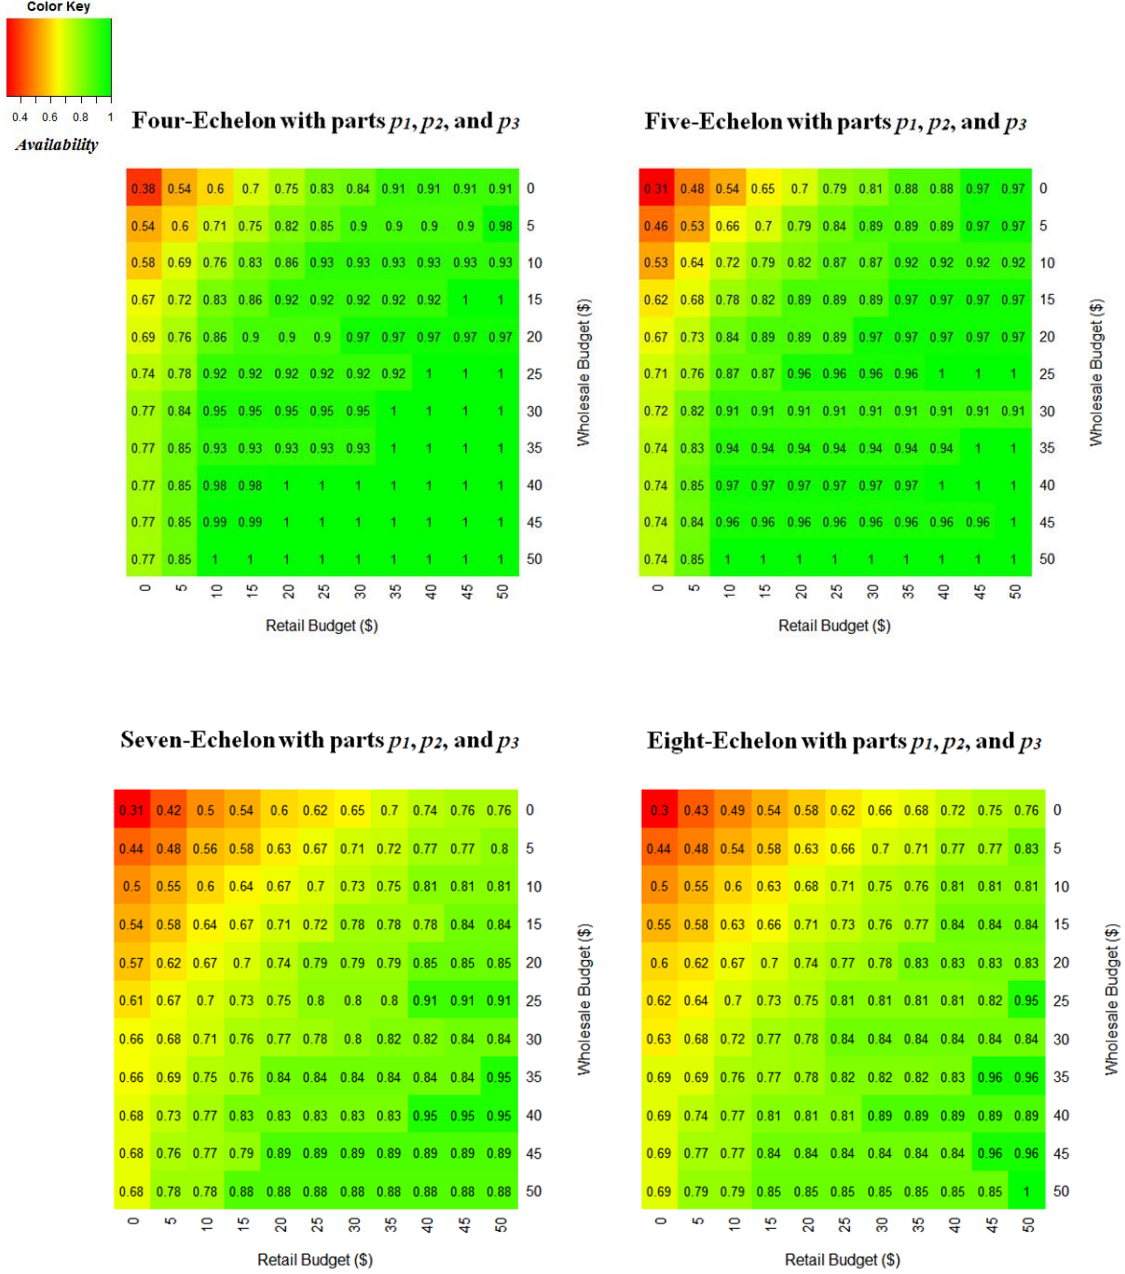 Color Key
0.4 0.6 0.8 1
Availability
Four-Echelon with parts p1, p2, and p3
0.38 0.54 0.6 0.7 0.75 0.83 0.84 0.91 0.91 0.91 0.91 0
0.54 0.6 0.71 0.75 0.82 0.85 0.9 0.9 0.9 0.9 0.98 5
0.58 0.69 0.76 0.83 0.86 0.93 0.93 0.93 0.93 0.93 0.93 10
0.67 0.72 0.83 0.86 0.92 0.92 0.92 0.92 0.92 1 1 15
0.69 0.76 0.86 0.9 0.9 0.9 0.97 0.97 0.97 0.97 0.97 20
0.74 0.78 0.92 0.92 0.92 0.92 0.92 0.92 1 1 1 25
0.77 0.84 0.95 0.95 0.95 0.95 0.95 1 1 1 1 30
0.77 0.85 0.93 0.93 0.93 0.93 0.93 1 1 1 1 35
0.77 0.85 0.98 0.98 1 1 1 1 1 1 1 40
0.77 0.85 0.99 0.99 1 1 1 1 1 1 1 45
0.77 0.85 1 1 1 1 1 1 1 1 1 50
0 5 10 15 20 25 30 35 40 45 50
Retail Budget ($)
Wholesale Budget ($)
Five-Echelon with parts p1, p2, and p3
0.31 0.48 0.54 0.65 0.7 0.79 0.81 0.88 0.88 0.97 0.97 0
0.46 0.53 0.66 0.7 0.79 0.84 0.89 0.89 0.89 0.97 0.97 5
0.53 0.64 0.72 0.79 0.82 0.87 0.87 0.92 0.92 0.92 0.92 10
0.62 0.68 0.78 0.82 0.89 0.89 0.89 0.97 0.97 0.97 0.97 15
0.67 0.73 0.84 0.89 0.89 0.89 0.97 0.97 0.97 0.97 0.97 20
0.71 0.76 0.87 0.87 0.96 0.96 0.96 0.96 1 1 1 25
0.72 0.82 0.91 0.91 0.91 0.91 0.91 0.91 0.91 0.91 0.91 30
0.74 0.83 0.94 0.94 0.94 0.94 0.94 0.94 0.94 1 1 35
0.74 0.85 0.97 0.97 0.97 0.97 0.97 0.97 1 1 1 40
0.74 0.84 0.96 0.96 0.96 0.96 0.96 0.96 0.96 0.96 1 45
0.74 0.85 1 1 1 1 1 1 1 1 1 50
0 5 10 15 20 25 30 35 40 45 50
Retail Budget ($)
Wholesale Budget ($)
Seven-Echelon with parts p1, p2, and p3
0.31 0.42 0.5 0.54 0.6 0.62 0.65 0.7 0.74 0.76 0.76 0
0.44 0.48 0.56 0.58 0.63 0.67 0.71 0.72 0.77 0.77 0.8 5
0.5 0.55 0.6 0.64 0.67 0.7 0.73 0.75 0.81 0.81 0.81 10
0.54 0.58 0.64 0.67 0.71 0.72 0.78 0.78 0.78 0.84 0.84 15
0.57 0.62 0.67 0.7 0.74 0.79 0.79 0.79 0.85 0.85 0.85 20
0.61 0.67 0.7 0.73 0.75 0.8 0.8 0.8 0.91 0.91 0.91 25
0.66 0.68 0.71 0.76 0.77 0.78 0.8 0.82 0.82 0.84 0.84 30
0.66 0.69 0.75 0.76 0.84 0.84 0.84 0.84 0.84 0.84 0.95 35
0.68 0.73 0.77 0.83 0.83 0.83 0.83 0.83 0.95 0.95 0.95 40
0.68 0.76 0.77 0.79 0.89 0.89 0.89 0.89 0.89 0.89 0.89 45
0.68 0.78 0.78 0.88 0.88 0.88 0.88 0.88 0.88 0.88 0.88 50
0 5 10 15 20 25 30 35 40 45 50
Retail Budget ($)
Wholesale Budget ($)
Eight-Echelon with parts p1, p2, and p3
0.3 0.43 0.49 0.54 0.58 0.62 0.66 0.68 0.72 0.75 0.76 0
0.44 0.48 0.54 0.58 0.63 0.66 0.7 0.71 0.77 0.77 0.83 5
0.5 0.55 0.6 0.63 0.68 0.71 0.75 0.76 0.81 0.81 0.81 10
0.55 0.58 0.63 0.66 0.71 0.73 0.76 0.77 0.84 0.84 0.84 15
0.6 0.62 0.67 0.7 0.74 0.77 0.78 0.83 0.83 0.83 0.83 20
0.62 0.64 0.7 0.73 0.75 0.81 0.81 0.81 0.81 0.82 0.95 25
0.63 0.68 0.72 0.77 0.78 0.84 0.84 0.84 0.84 0.84 0.84 30
0.69 0.69 0.76 0.77 0.78 0.82 0.82 0.82 0.83 0.96 0.96 35
0.69 0.74 0.77 0.81 0.81 0.81 0.89 0.89 0.89 0.89 0.89 40
0.69 0.77 0.77 0.84 0.84 0.84 0.84 0.84 0.84 0.96 0.96 45
0.69 0.79 0.79 0.85 0.85 0.85 0.85 0.85 0.85 0.85 1 50
0 5 10 15 20 25 30 35 40 45 50
Retail Budget ($)
Wholesale Budget ($)